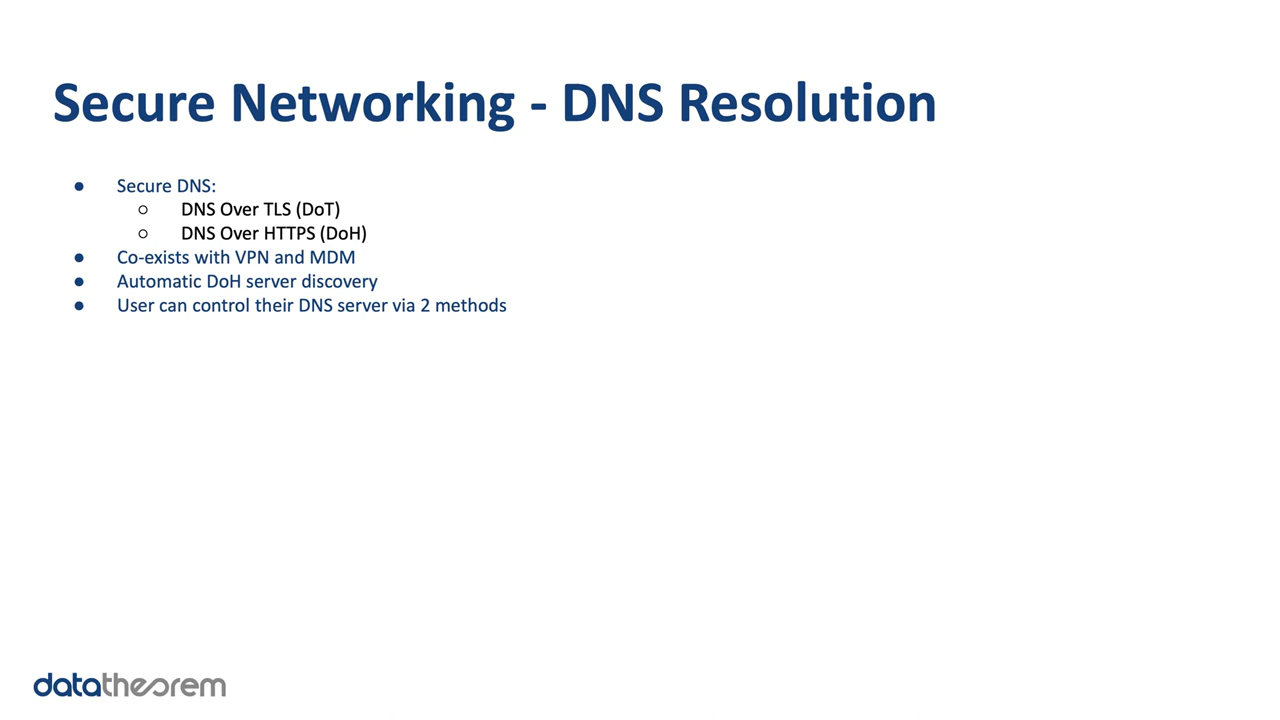 Secure Networking - DNS Resolution
● Secure DNS:
○ DNS Over TLS (DoT)
○ DNS Over HTTPS (DoH)
● Co-exists with VPN and MDM
● Automatic DoH server discovery
● User can control their DNS server via 2 methods
datatheorem